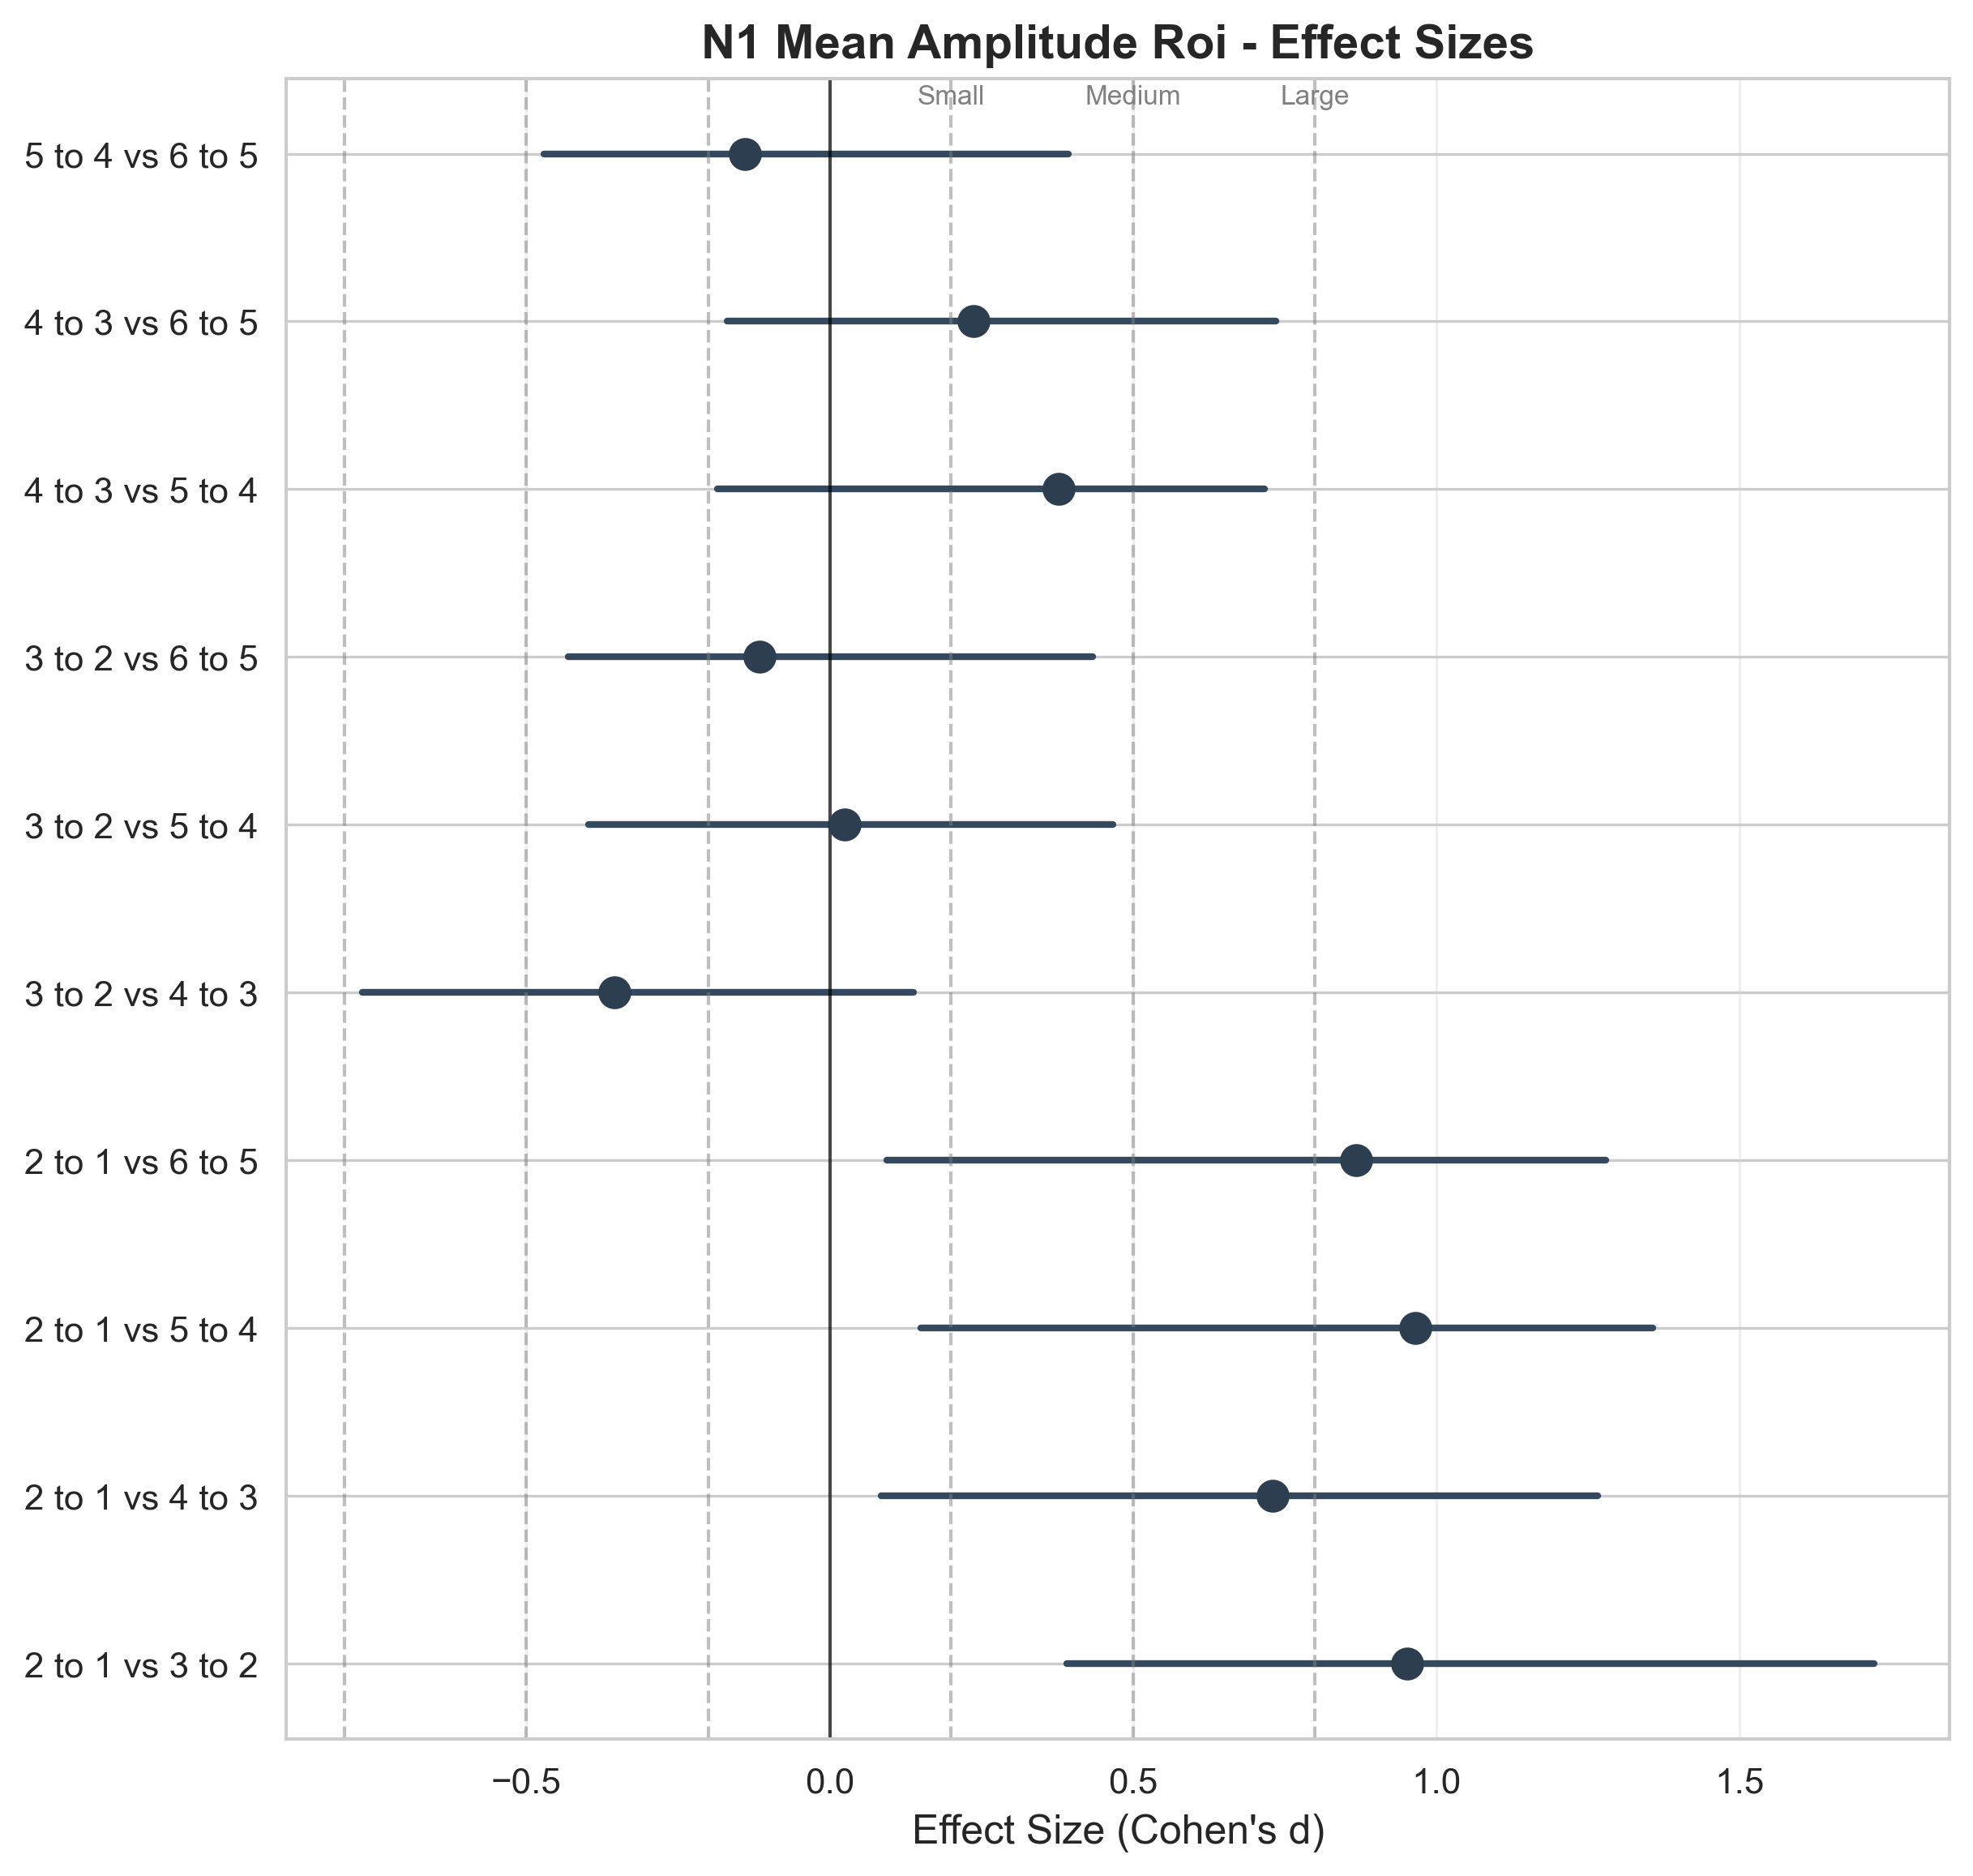 N1 Mean Amplitude Roi - Effect Sizes
Small Medium Large
5 to 4 vs 6 to 5
4 to 3 vs 6 to 5
4 to 3 vs 5 to 4
3 to 2 vs 6 to 5
3 to 2 vs 5 to 4
3 to 2 vs 4 to 3
2 to 1 vs 6 to 5
2 to 1 vs 5 to 4
2 to 1 vs 4 to 3
2 to 1 vs 3 to 2
−0.5 0.0 0.5 1.0 1.5
Effect Size (Cohen's d)